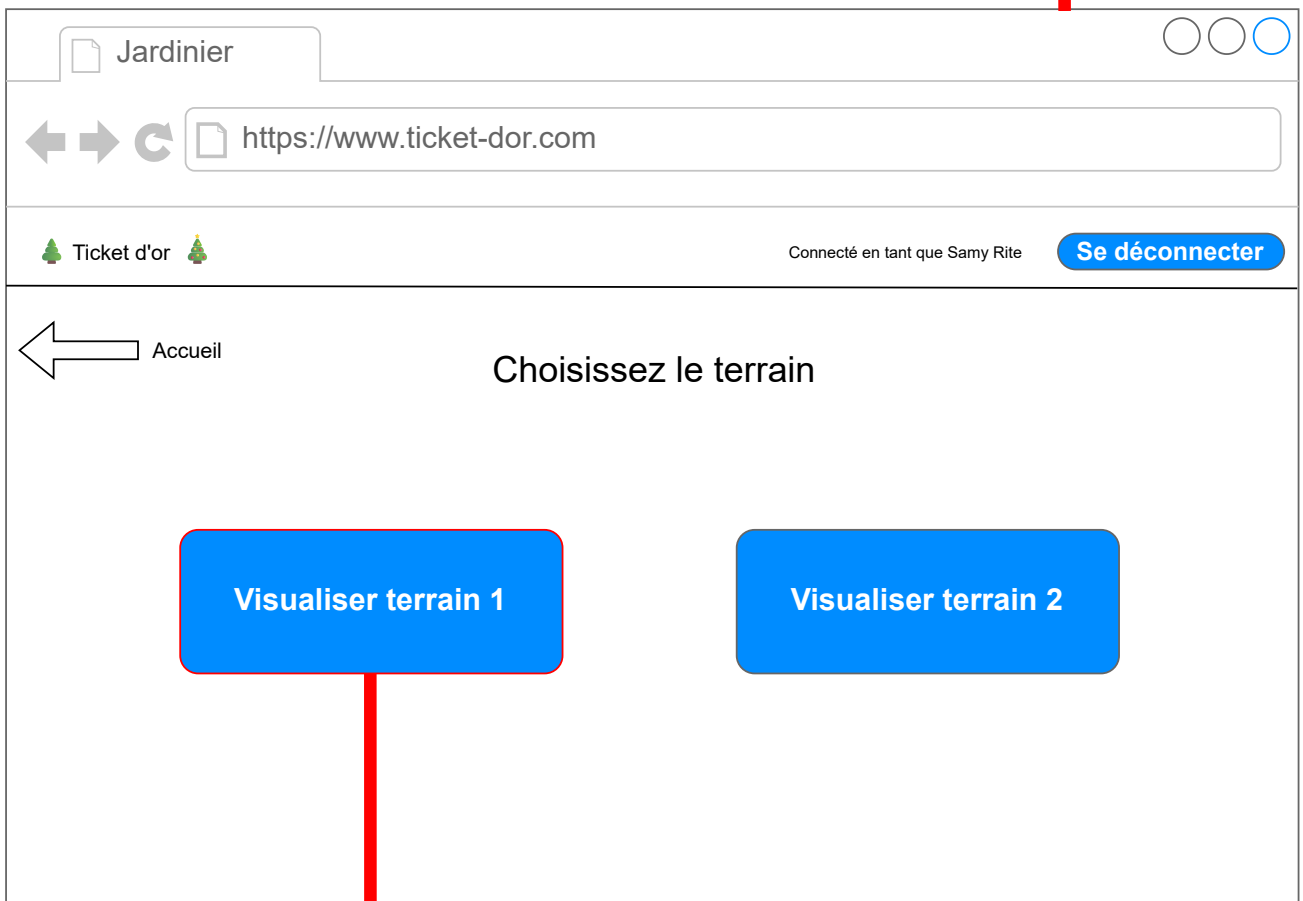 Jardinier
https://www.ticket-dor.com
Ticket d'or
Connecté en tant que Samy Rite
Se déconnecter
Accueil
Choisissez le terrain
Visualiser terrain 1
Visualiser terrain 2